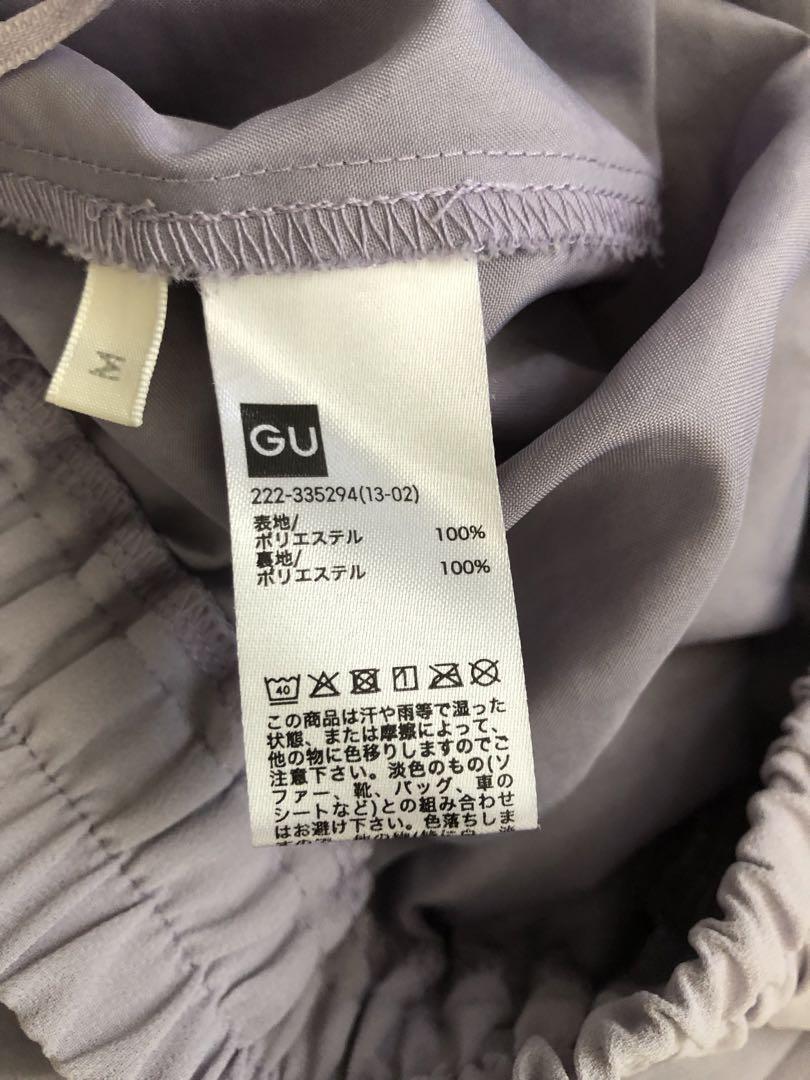 M
GU
222-335294(13-02)
表地/
ポリエステル 100%
裏地/
ポリエステル 100%
40
1
この商品は汗や雨等で湿った
状態、または摩擦によって、
他の物に色移りしますのでご
注意下さい。淡色のもの(ソ
ファー、靴、バッグ、車の
シートなど)との組み合わせ
はお避け下さい。色落ちしま